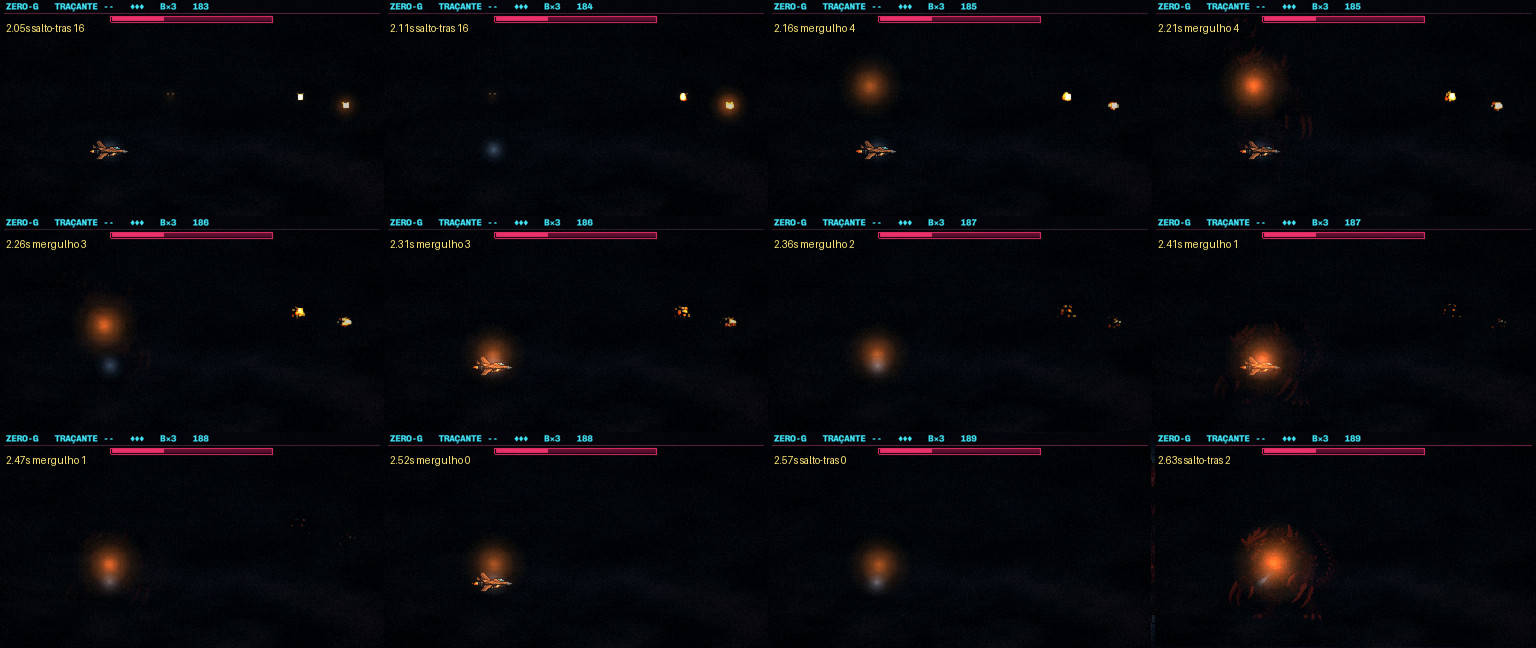 ZERO-G TRAÇANTE -- ♦♦♦ B×3 183
2.05s salto-tras 16
ZERO-G TRAÇANTE -- ♦♦♦ B×3 184
2.11s salto-tras 16
ZERO-G TRAÇANTE -- ♦♦♦ B×3 185
2.16s mergulho 4
ZERO-G TRAÇANTE -- ♦♦♦ B×3 185
2.21s mergulho 4
ZERO-G TRAÇANTE -- ♦♦♦ B×3 186
2.26s mergulho 3
ZERO-G TRAÇANTE -- ♦♦♦ B×3 186
2.31s mergulho 3
ZERO-G TRAÇANTE -- ♦♦♦ B×3 187
2.36s mergulho 2
ZERO-G TRAÇANTE -- ♦♦♦ B×3 187
2.41s mergulho 1
ZERO-G TRAÇANTE -- ♦♦♦ B×3 188
2.47s mergulho 1
ZERO-G TRAÇANTE -- ♦♦♦ B×3 188
2.52s mergulho 0
ZERO-G TRAÇANTE -- ♦♦♦ B×3 189
2.57s salto-tras 0
ZERO-G TRAÇANTE -- ♦♦♦ B×3 189
2.63s salto-tras 2